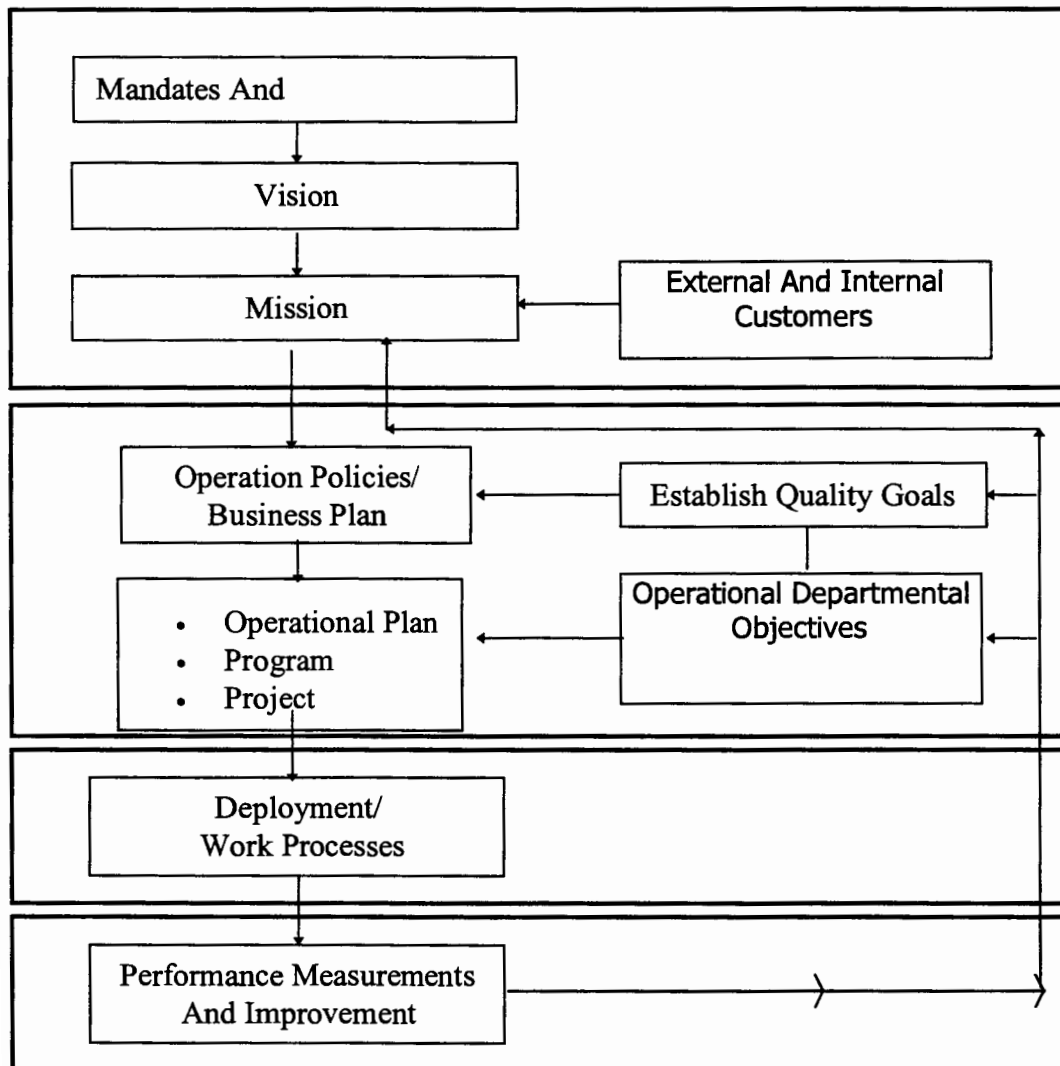 Mandates And
Vision
Mission
External And Internal
Customers
Operation Policies/
Business Plan
Establish Quality Goals
• Operational Plan
• Program
• Project
Operational Departmental
Objectives
Deployment/
Work Processes
Performance Measurements
And Improvement